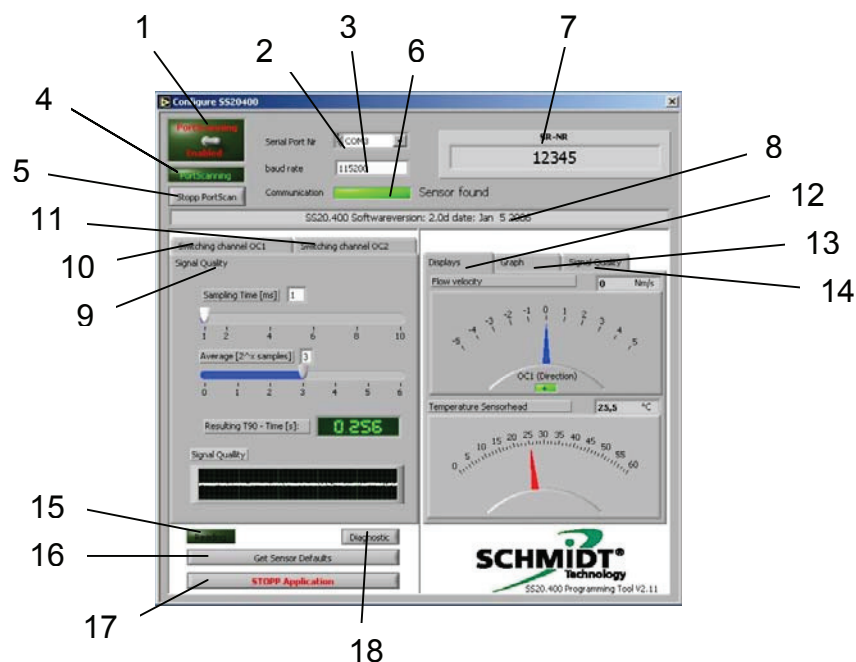 1
2
3
6
7
4
5
8
12
11
10
13
9
14
15
16
17
18
Configure SS20400
PortScanning
Enabled
PortScanning
Stopp PortScan
Serial Port Nr
COM3
baud rate
115200
Communication
Sensor found
SR-NR
12345
SS20.400 Softwareversion: 2.0d date: Jan 5 2006
Switching channel OC1
Switching channel OC2
Signal Quality
Sampling Time [ms]
1
1 2 4 6 8 10
Average [2^x samples]
3
0 1 2 3 4 5 6
Resulting T90 - Time [s]:
0.256
Signal Quality
Displays
Graph
Signal Quality
Flow velocity
0 Nm/s
-5 -4 -3 -2 -1 0 1 2 3 4 5
OC1 (Direction)
+
Temperature Sensorhead
25,5 °C
0 5 10 15 20 25 30 35 40 45 50 55 60
Diagnostic
Get Sensor Defaults
STOPP Application
SCHMIDT®
Technology
SS20.400 Programming Tool V2.11